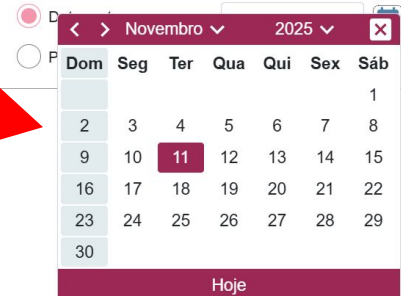 Novembro 2025
Dom Seg Ter Qua Qui Sex Sáb
1
2 3 4 5 6 7 8
9 10 11 12 13 14 15
16 17 18 19 20 21 22
23 24 25 26 27 28 29
30
Hoje